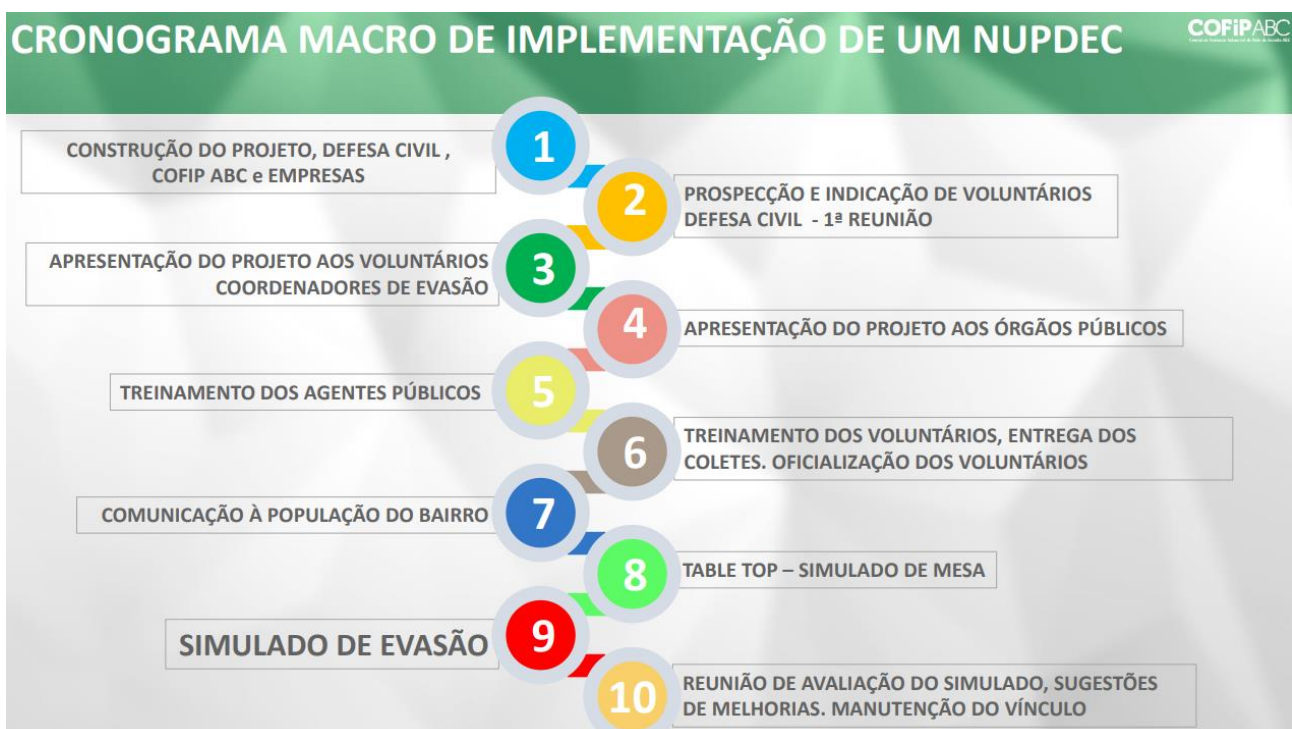 CRONOGRAMA MACRO DE IMPLEMENTAÇÃO DE UM NUPDEC
COFiPABC
1
CONSTRUÇÃO DO PROJETO, DEFESA CIVIL ,
COFIP ABC e EMPRESAS
2
PROSPECÇÃO E INDICAÇÃO DE VOLUNTÁRIOS
DEFESA CIVIL - 1ª REUNIÃO
3
APRESENTAÇÃO DO PROJETO AOS VOLUNTÁRIOS
COORDENADORES DE EVASÃO
4
APRESENTAÇÃO DO PROJETO AOS ÓRGÃOS PÚBLICOS
5
TREINAMENTO DOS AGENTES PÚBLICOS
6
TREINAMENTO DOS VOLUNTÁRIOS, ENTREGA DOS
COLETES. OFICIALIZAÇÃO DOS VOLUNTÁRIOS
7
COMUNICAÇÃO À POPULAÇÃO DO BAIRRO
8
TABLE TOP – SIMULADO DE MESA
9
SIMULADO DE EVASÃO
10
REUNIÃO DE AVALIAÇÃO DO SIMULADO, SUGESTÕES
DE MELHORIAS. MANUTENÇÃO DO VÍNCULO